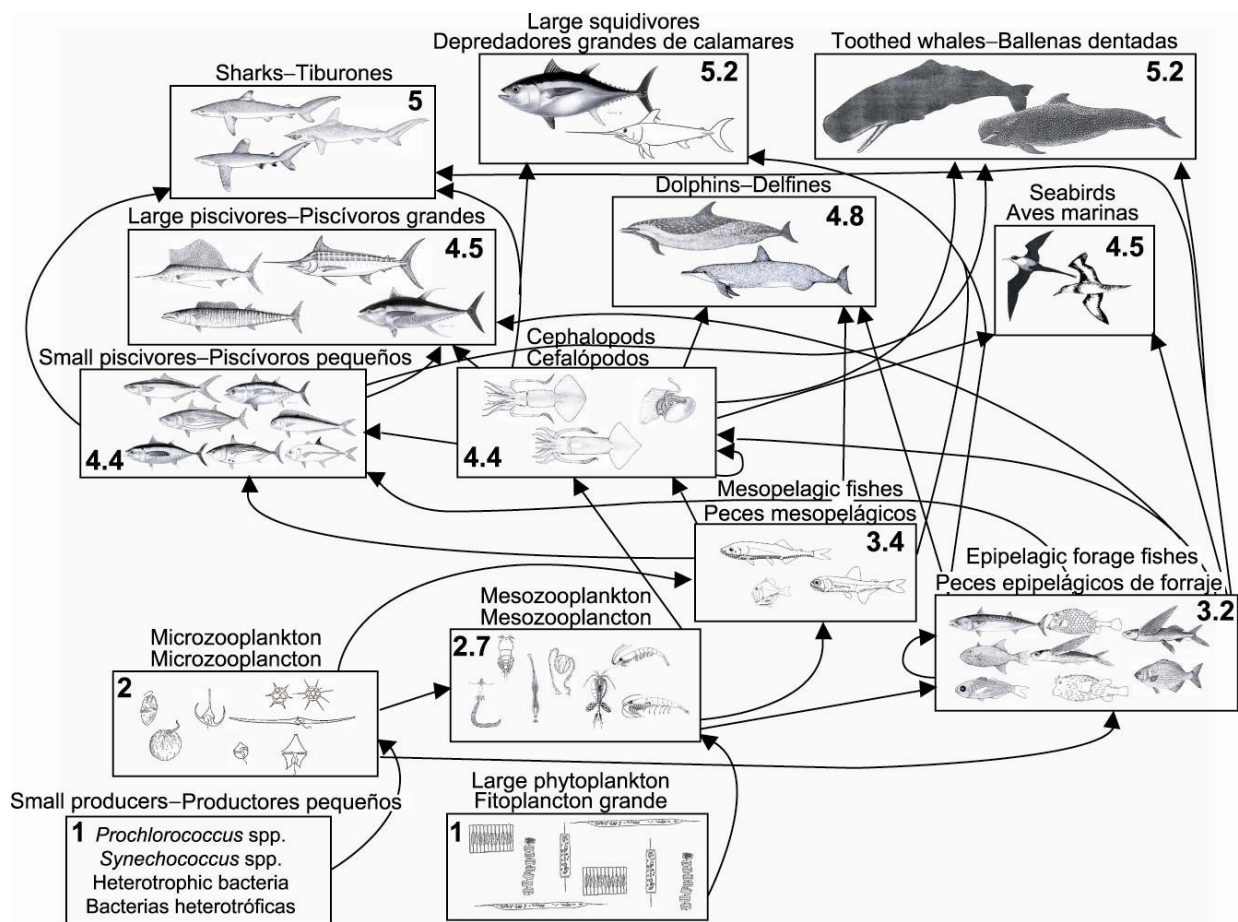 Large squidivores
Depredadores grandes de calamares
5.2
Toothed whales–Ballenas dentadas
5.2
Sharks–Tiburones
5
Dolphins–Delfines
4.8
Seabirds
Aves marinas
4.5
Large piscivores–Piscívoros grandes
4.5
Small piscivores–Piscívoros pequeños
4.4
Cephalopods
Cefalópodos
4.4
Mesopelagic fishes
Peces mesopelágicos
3.4
Epipelagic forage fishes
Peces epipelágicos de forraje
3.2
Mesozooplankton
Mesozooplancton
2.7
Microzooplankton
Microzooplancton
2
Small producers–Productores pequeños
1 Prochlorococcus spp.
Synechococcus spp.
Heterotrophic bacteria
Bacterias heterotróficas
Large phytoplankton
Fitoplancton grande
1